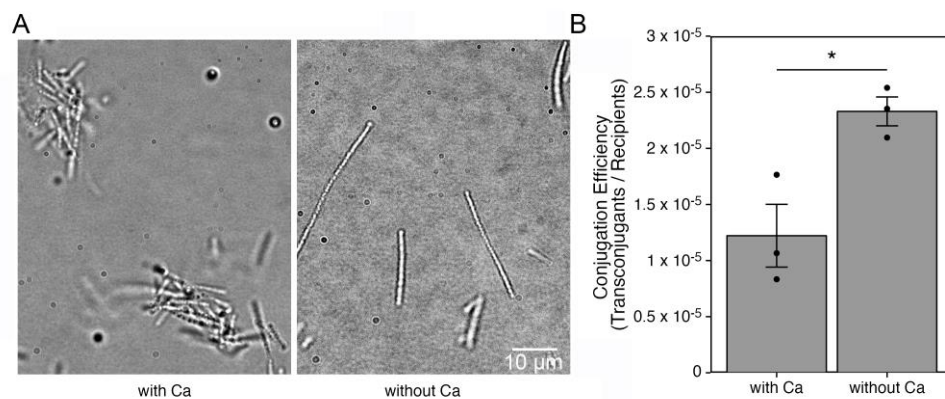 A
10 μm
with Ca
without Ca
B
Conjugation Efficiency
(Transconjugants / Recipients)
3 x 10⁻⁵
2.5 x 10⁻⁵
2 x 10⁻⁵
1.5 x 10⁻⁵
1 x 10⁻⁵
0.5 x 10⁻⁵
0
*
with Ca
without Ca